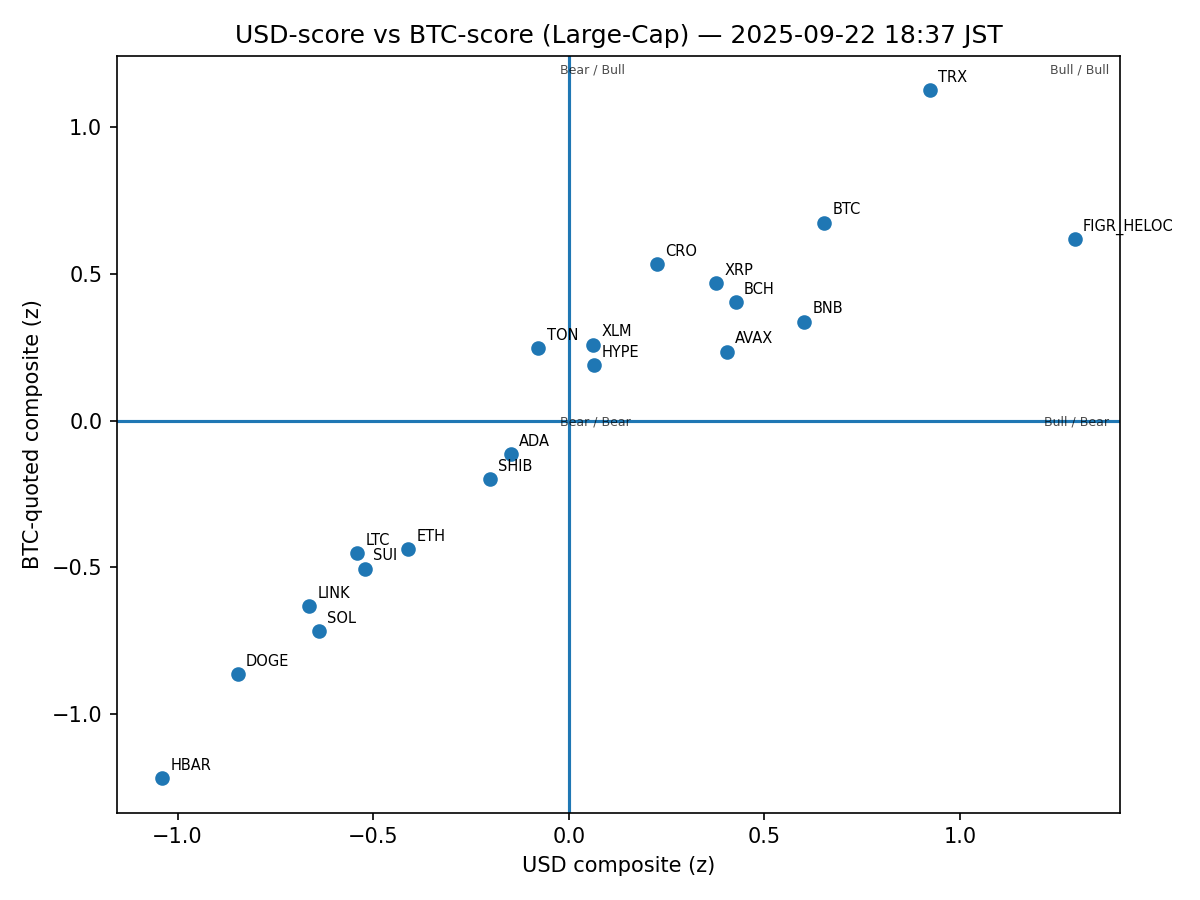 USD-score vs BTC-score (Large-Cap) — 2025-09-22 18:37 JST
Bear / Bull
Bull / Bull
TRX
BTC
FIGR_HELOC
CRO
XRP
BCH
BNB
TON
XLM
HYPE
AVAX
Bear / Bear
Bull / Bear
ADA
SHIB
ETH
LTC
SUI
LINK
SOL
DOGE
HBAR
1.0
0.5
0.0
−0.5
−1.0
BTC-quoted composite (z)
−1.0
−0.5
0.0
0.5
1.0
USD composite (z)